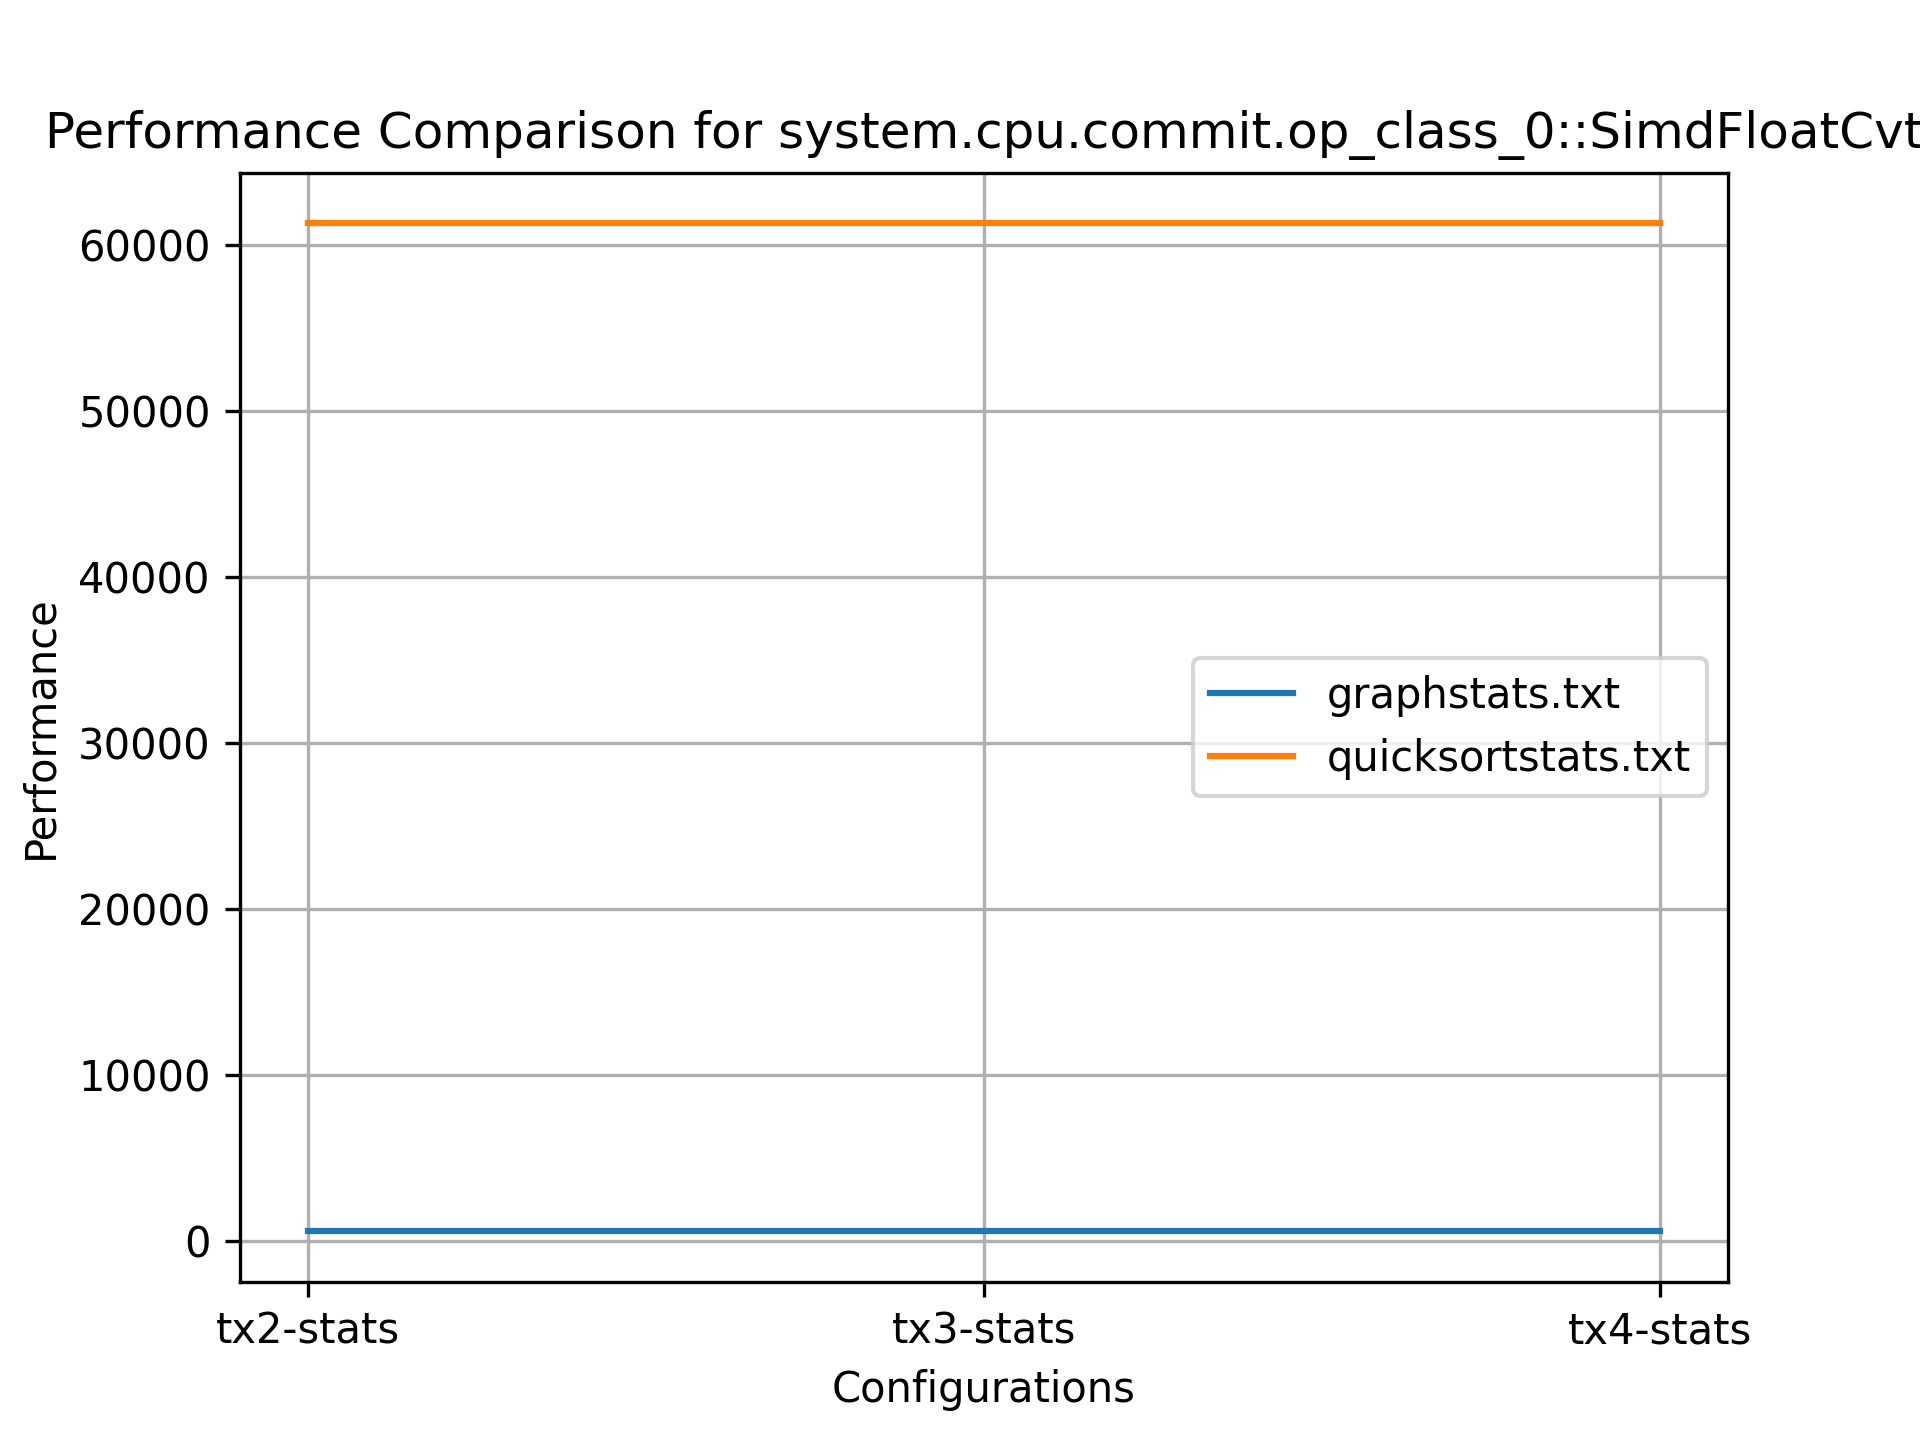 Performance Comparison for system.cpu.commit.op_class_0::SimdFloatCvt
60000
50000
40000
30000
20000
10000
0
Performance
graphstats.txt
quicksortstats.txt
tx2-stats tx3-stats tx4-stats
Configurations